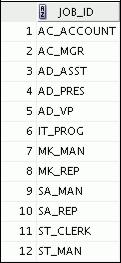 JOB_ID
1 AC_ACCOUNT
2 AC_MGR
3 AD_ASST
4 AD_PRES
5 AD_VP
6 IT_PROG
7 MK_MAN
8 MK_REP
9 SA_MAN
10 SA_REP
11 ST_CLERK
12 ST_MAN